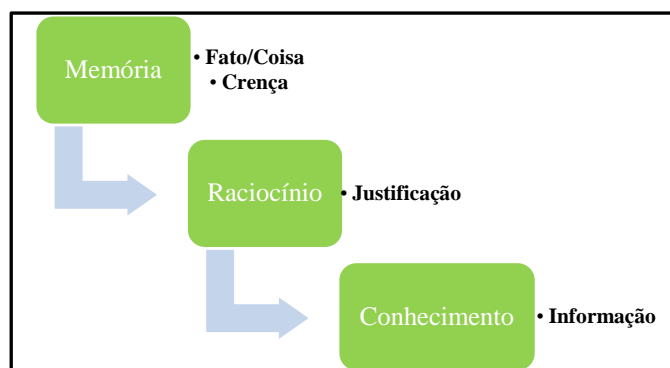 Memória
• Fato/Coisa
• Crença
Raciocínio
• Justificação
Conhecimento
• Informação